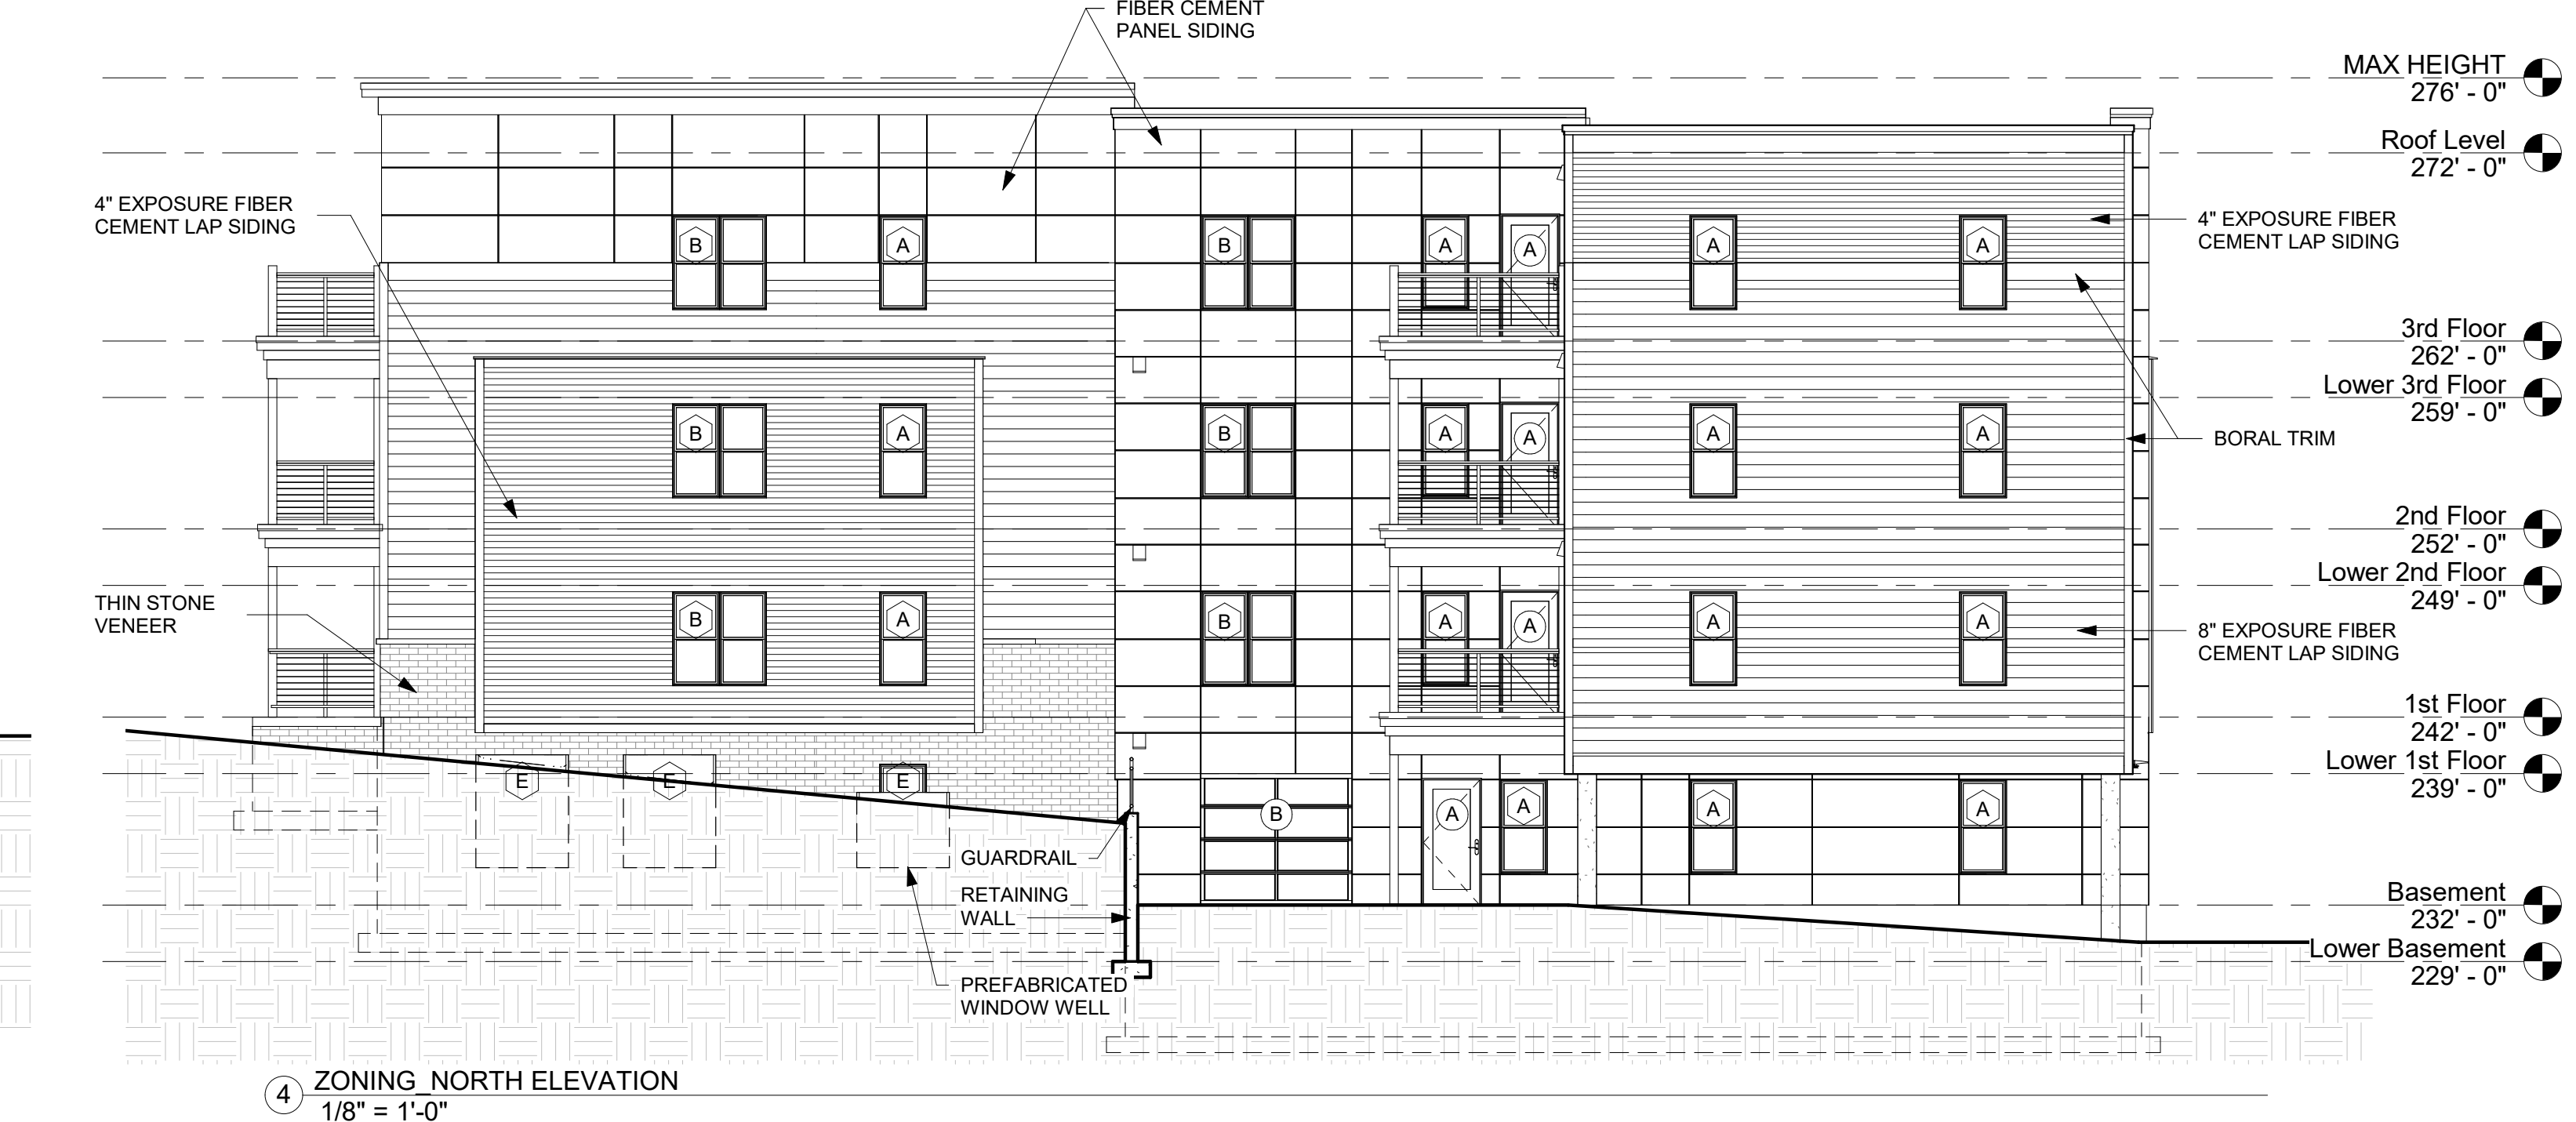 FIBER CEMENT
PANEL SIDING
MAX HEIGHT
276' - 0"
Roof Level
272' - 0"
4" EXPOSURE FIBER
CEMENT LAP SIDING
4" EXPOSURE FIBER
CEMENT LAP SIDING
B A B A A A A
3rd Floor
262' - 0"
Lower 3rd Floor
259' - 0"
B A B A A A A
BORAL TRIM
2nd Floor
252' - 0"
Lower 2nd Floor
249' - 0"
THIN STONE
VENEER
B A B A A A A
8" EXPOSURE FIBER
CEMENT LAP SIDING
1st Floor
242' - 0"
Lower 1st Floor
239' - 0"
E E E B A A A A
GUARDRAIL
RETAINING
WALL
Basement
232' - 0"
Lower Basement
229' - 0"
PREFABRICATED
WINDOW WELL
4
ZONING_NORTH ELEVATION
1/8" = 1'-0"